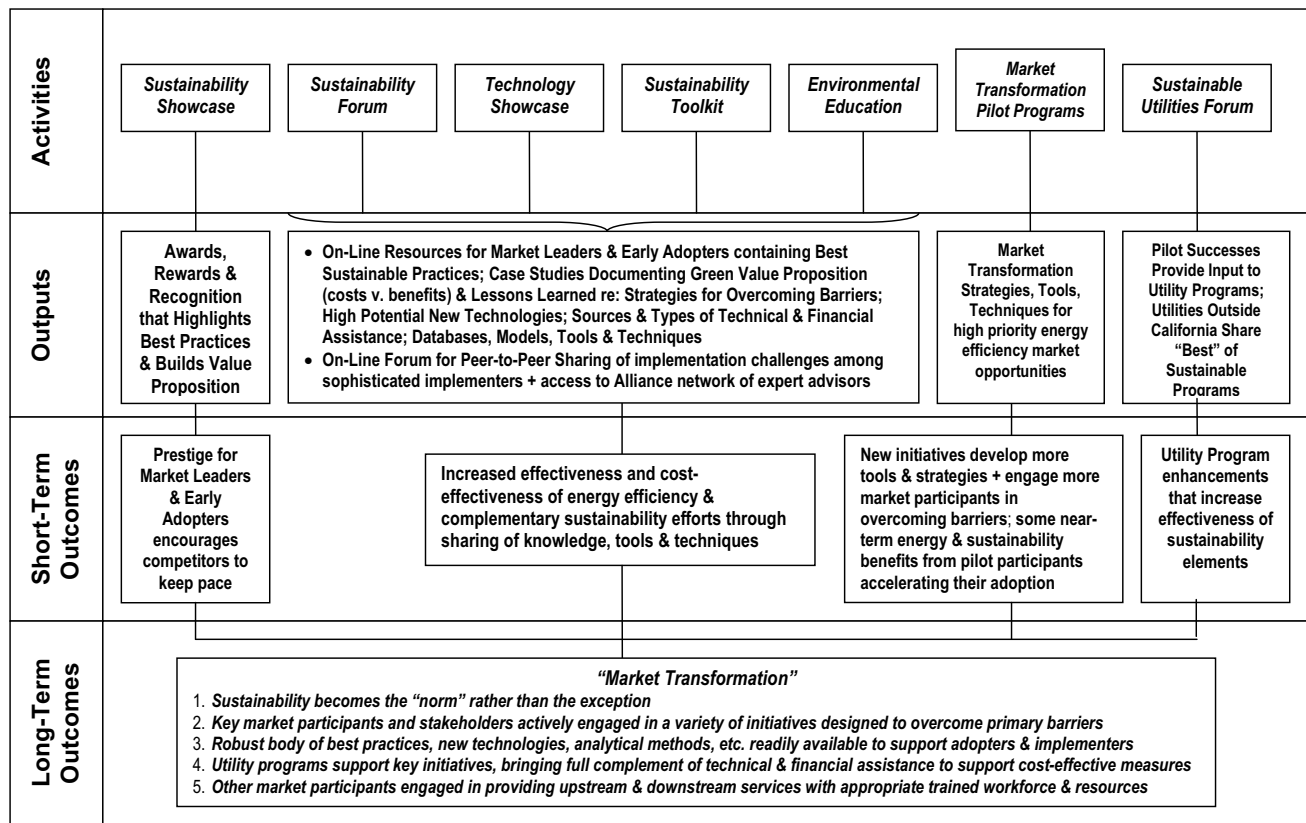 Activities
Sustainability
Showcase
Sustainability
Forum
Technology
Showcase
Sustainability
Toolkit
Environmental
Education
Market
Transformation
Pilot Programs
Sustainable
Utilities Forum
Outputs
Awards,
Rewards &
Recognition
that Highlights
Best Practices
& Builds Value
Proposition
• On-Line Resources for Market Leaders & Early Adopters containing Best
Sustainable Practices; Case Studies Documenting Green Value Proposition
(costs v. benefits) & Lessons Learned re: Strategies for Overcoming Barriers;
High Potential New Technologies; Sources & Types of Technical & Financial
Assistance; Databases, Models, Tools & Techniques
• On-Line Forum for Peer-to-Peer Sharing of implementation challenges among
sophisticated implementers + access to Alliance network of expert advisors
Market
Transformation
Strategies, Tools,
Techniques for
high priority energy
efficiency market
opportunities
Pilot Successes
Provide Input to
Utility Programs;
Utilities Outside
California Share
“Best” of
Sustainable
Programs
Short-Term
Outcomes
Prestige for
Market Leaders
& Early
Adopters
encourages
competitors to
keep pace
Increased effectiveness and cost-
effectiveness of energy efficiency &
complementary sustainability efforts through
sharing of knowledge, tools & techniques
New initiatives develop more
tools & strategies + engage more
market participants in
overcoming barriers; some near-
term energy & sustainability
benefits from pilot participants
accelerating their adoption
Utility Program
enhancements
that increase
effectiveness of
sustainability
elements
Long-Term
Outcomes
“Market Transformation”
1. Sustainability becomes the “norm” rather than the exception
2. Key market participants and stakeholders actively engaged in a variety of initiatives designed to overcome primary barriers
3. Robust body of best practices, new technologies, analytical methods, etc. readily available to support adopters & implementers
4. Utility programs support key initiatives, bringing full complement of technical & financial assistance to support cost-effective measures
5. Other market participants engaged in providing upstream & downstream services with appropriate trained workforce & resources